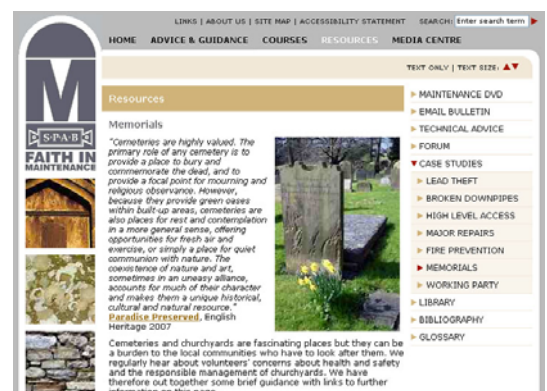 LINKS | ABOUT US | SITE MAP | ACCESSIBILITY STATEMENT SEARCH: Enter search term
HOME ADVICE & GUIDANCE COURSES RESOURCES MEDIA CENTRE
TEXT ONLY | TEXT SIZE:
M
S·P·A·B
FAITH IN
MAINTENANCE
Resources
Memorials
"Cemeteries are highly valued. The
primary role of any cemetery is to
provide a place to bury and
commemorate the dead, and to
provide a focal point for mourning and
religious observance. However,
because they provide green oases
within built-up areas, cemeteries are
also places for rest and contemplation
in a more general sense, offering
opportunities for fresh air and
exercise, or simply a place for quiet
communion with nature. The
coexistence of nature and art,
sometimes in an uneasy alliance,
accounts for much of their character
and makes them a unique historical,
cultural and natural resource."
Paradise Preserved, English
Heritage 2007
Cemeteries and churchyards are fascinating places but they can be
a burden to the local communities who have to look after them. We
regularly hear about volunteers' concerns about health and safety
and the responsible management of churchyards. We have
therefore put together some brief guidance with links to further
information on this page
MAINTENANCE DVD
EMAIL BULLETIN
TECHNICAL ADVICE
FORUM
CASE STUDIES
LEAD THEFT
BROKEN DOWNPIPES
HIGH LEVEL ACCESS
MAJOR REPAIRS
FIRE PREVENTION
MEMORIALS
WORKING PARTY
LIBRARY
BIBLIOGRAPHY
GLOSSARY